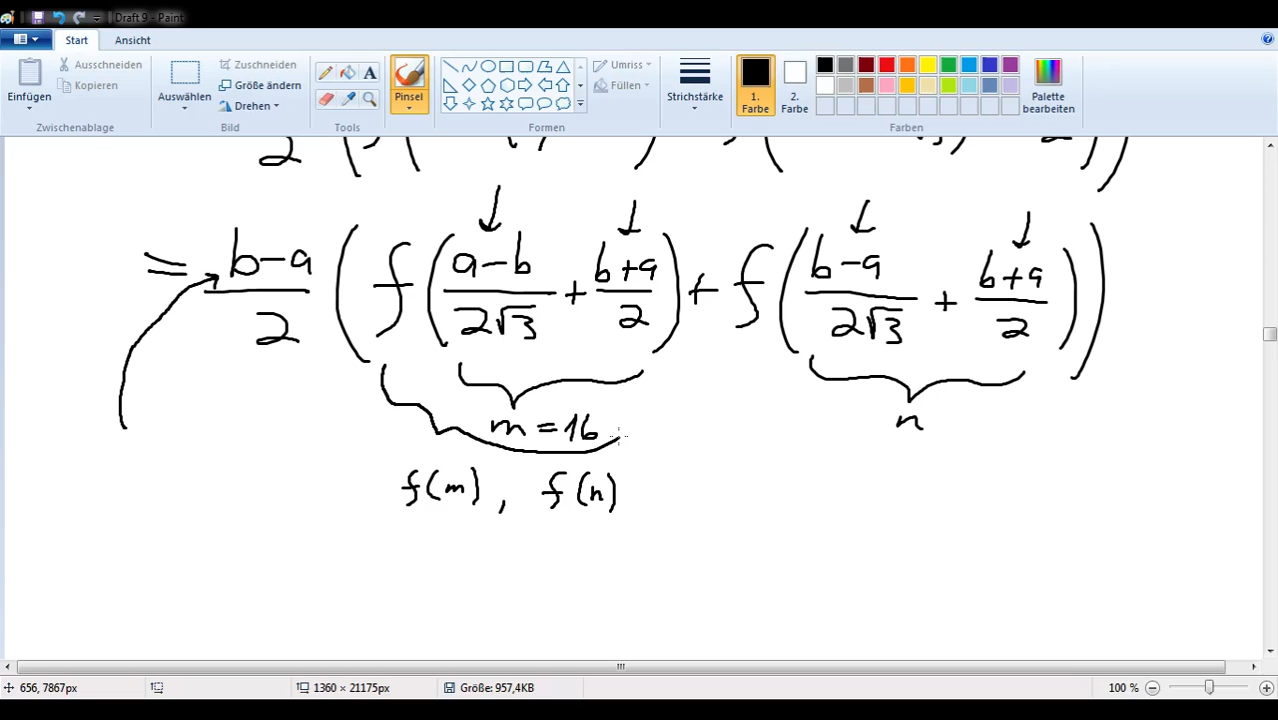 Draft 9 - Paint
Start Ansicht
Einfügen
Ausschneiden
Kopieren
Zwischenablage
Auswählen
Zuschneiden
Größe ändern
Drehen
Bild
Tools
Pinsel
Formen
Umriss
Füllen
Strichstärke
1. Farbe
2. Farbe
Palette bearbeiten
Farben
2
= (b-a)/2 (f((a-b)/(2√3) + (b+a)/2) + f((b-a)/(2√3) + (b+a)/2))
m = 16
n
f(m), f(n)
656, 7867px
1360 × 21175px
Größe: 957,4KB
100 %